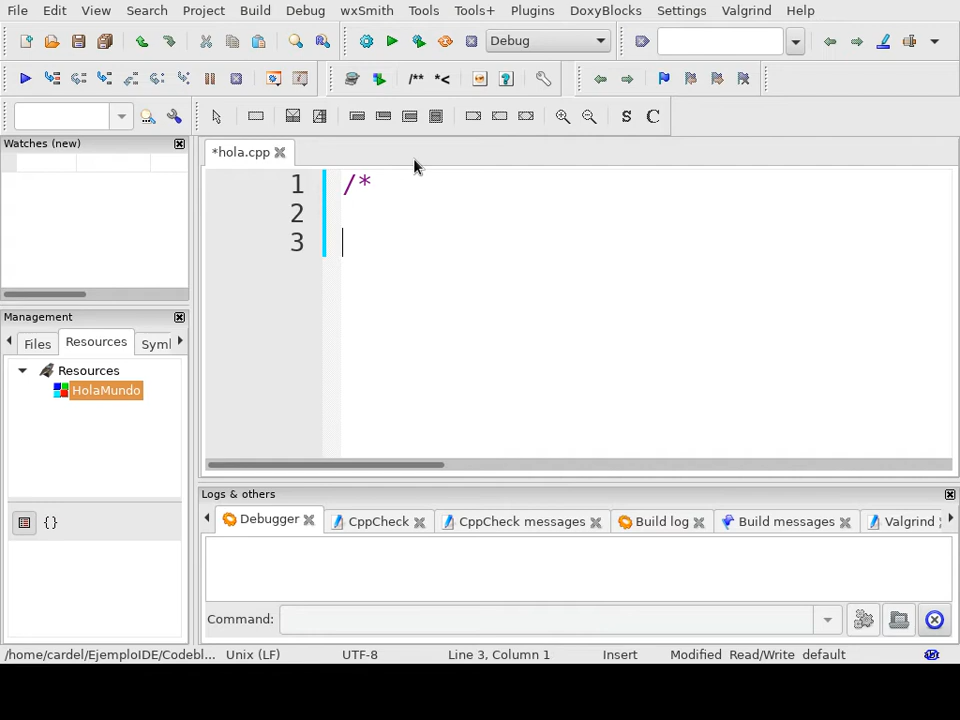 File Edit View Search Project Build Debug wxSmith Tools Tools+ Plugins DoxyBlocks Settings Valgrind Help
Debug
/** *<
S C
Watches (new)
*hola.cpp
1 /*
2
3
Management
Files Resources Symb
Resources
HolaMundo
{}
Logs & others
Debugger CppCheck CppCheck messages Build log Build messages Valgrind
Command:
/home/cardel/EjemploIDE/Codebl... Unix (LF) UTF-8 Line 3, Column 1 Insert Modified Read/Write default